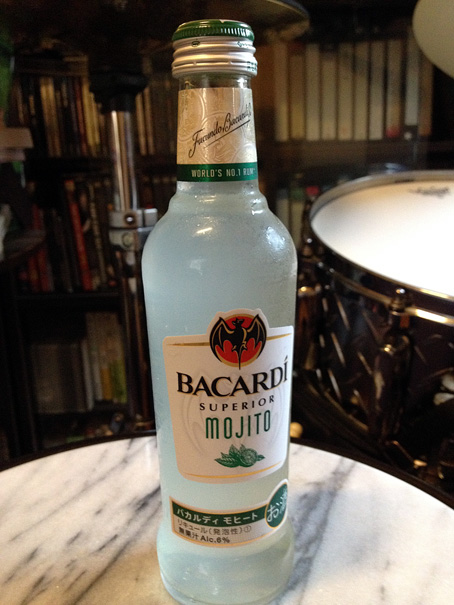 Facundo Bacardi
WORLD'S NO.1 RUM
BACARDÍ
SUPERIOR
MOJITO
バカルディ モヒート
リキュール(発泡性)①
無果汁 Alc.6%
お酒